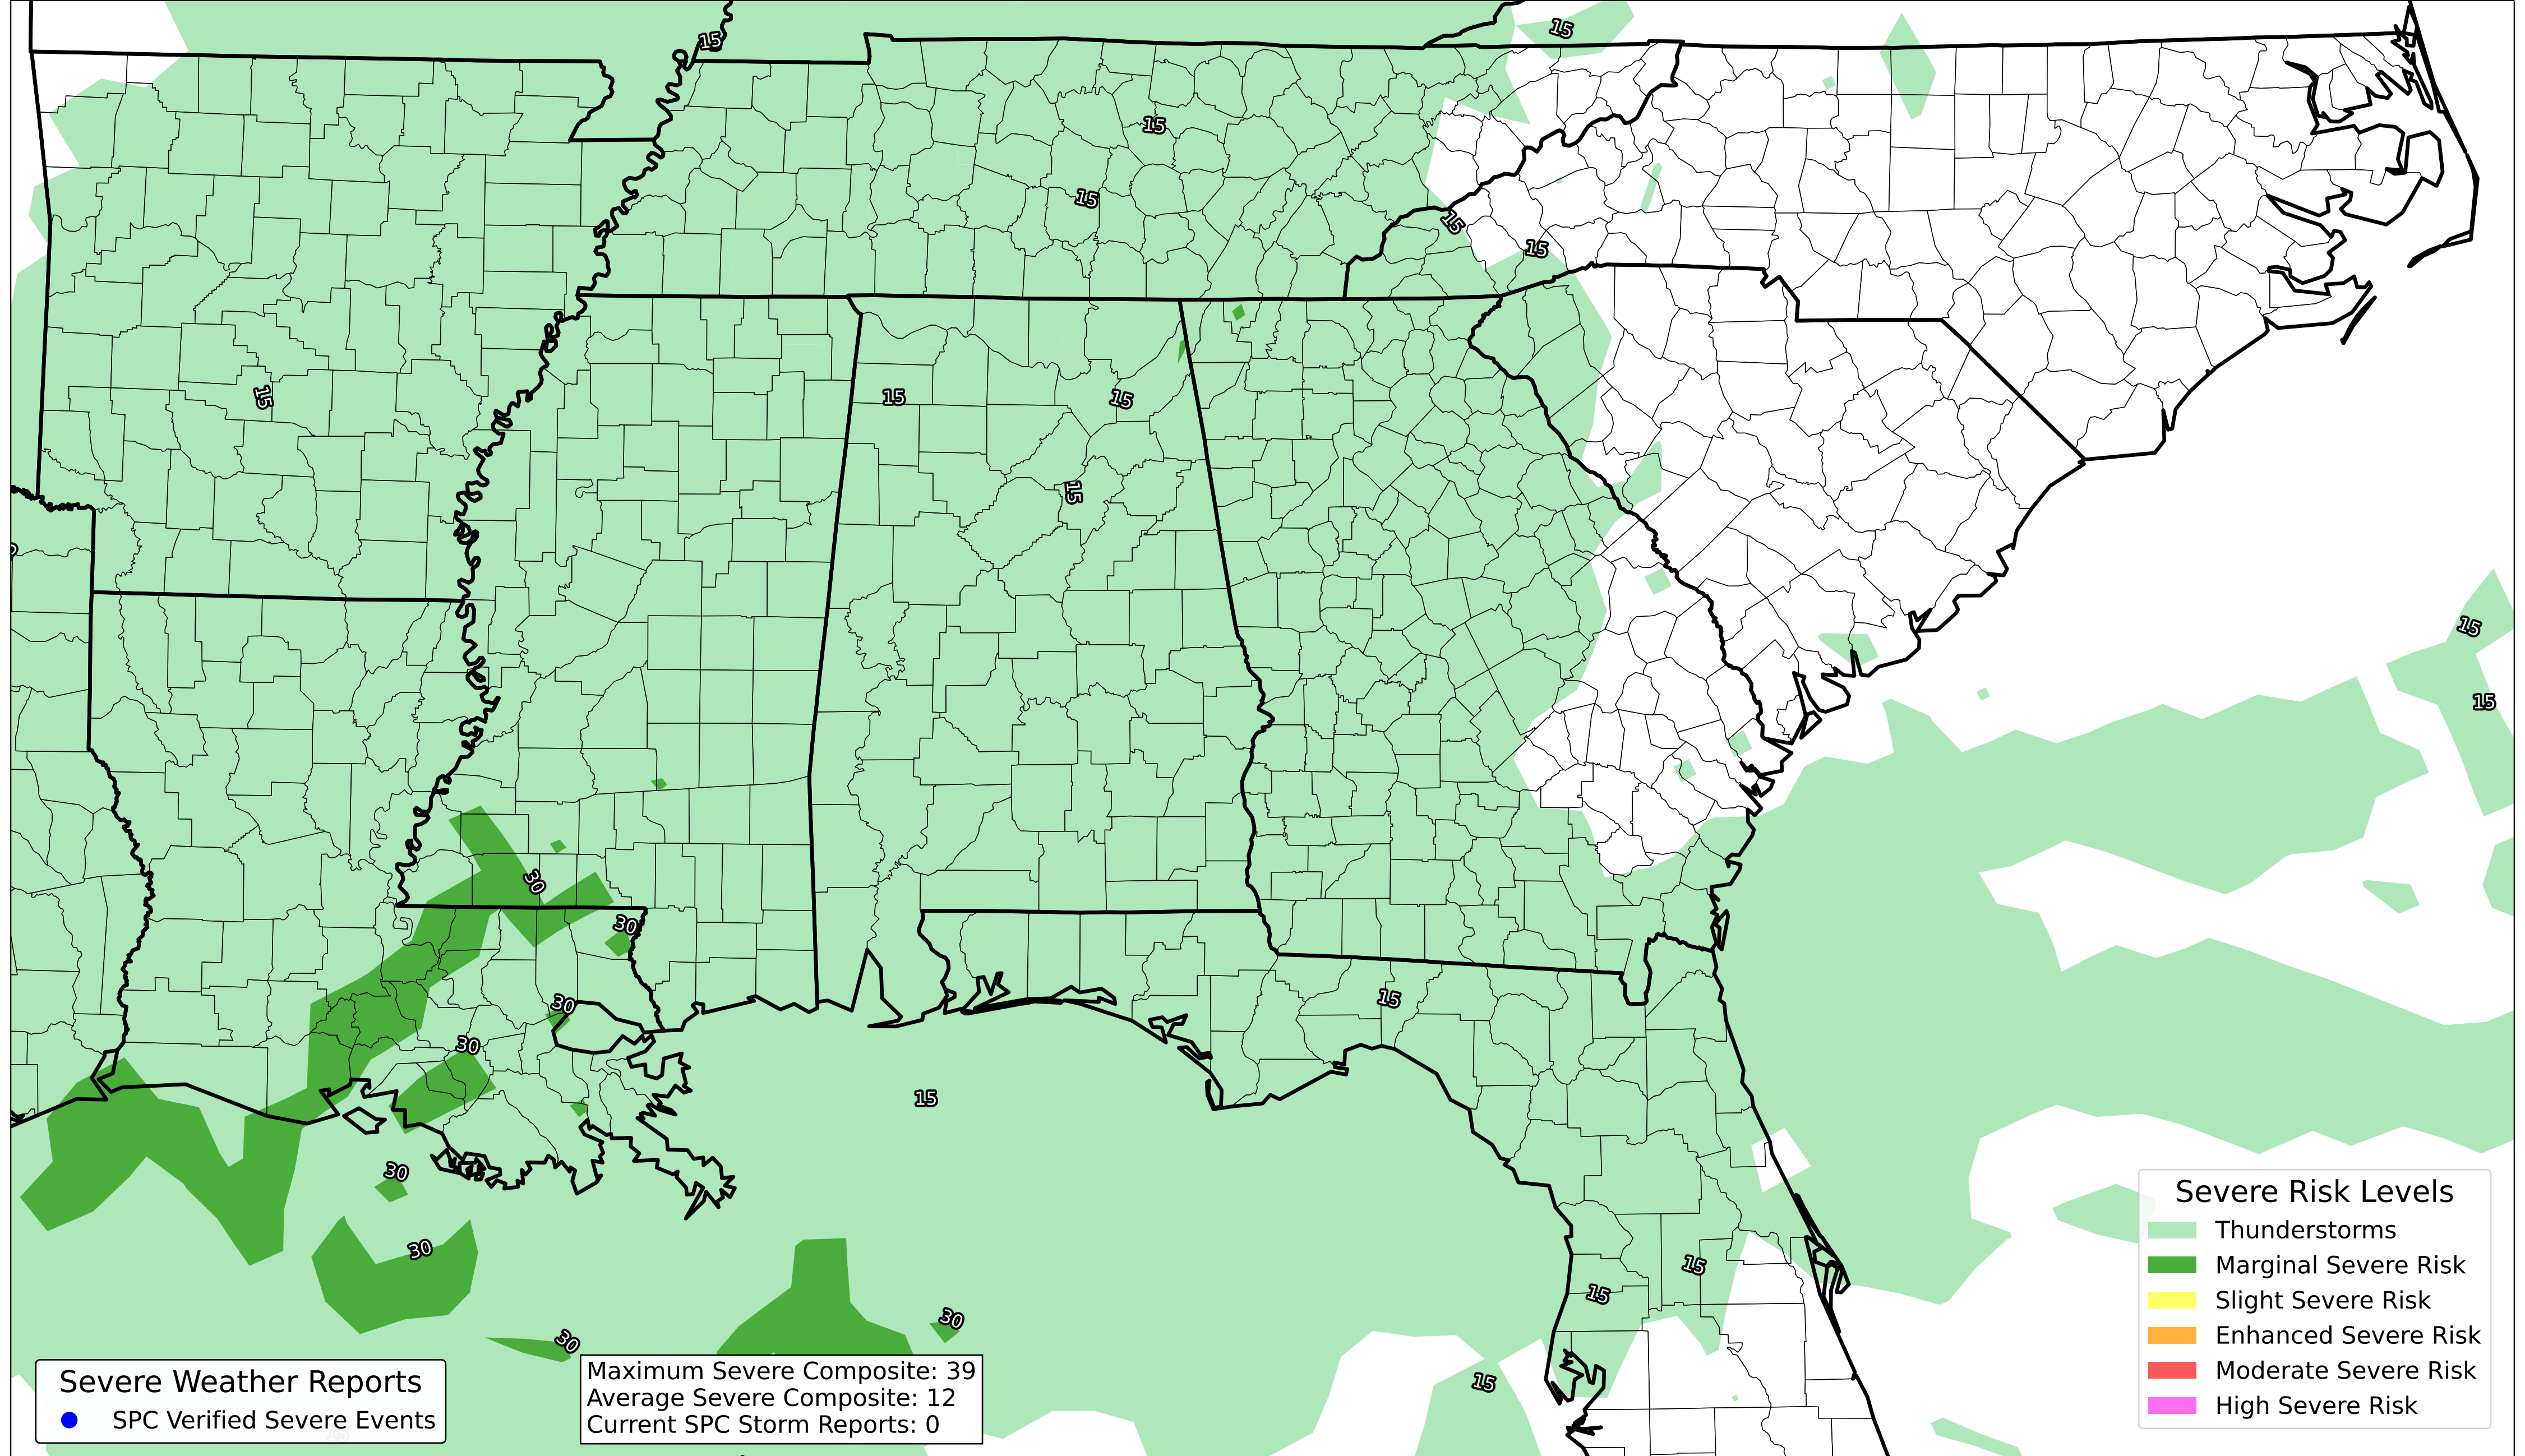 15
15
15
15
15
15
15
15
15
15
15
15
15
30
30
30
15
30
15
30
30
15
15
30
30
15
Severe Risk Levels
Thunderstorms
Marginal Severe Risk
Slight Severe Risk
Enhanced Severe Risk
Moderate Severe Risk
High Severe Risk
Severe Weather Reports
SPC Verified Severe Events
Maximum Severe Composite: 39
Average Severe Composite: 12
Current SPC Storm Reports: 0